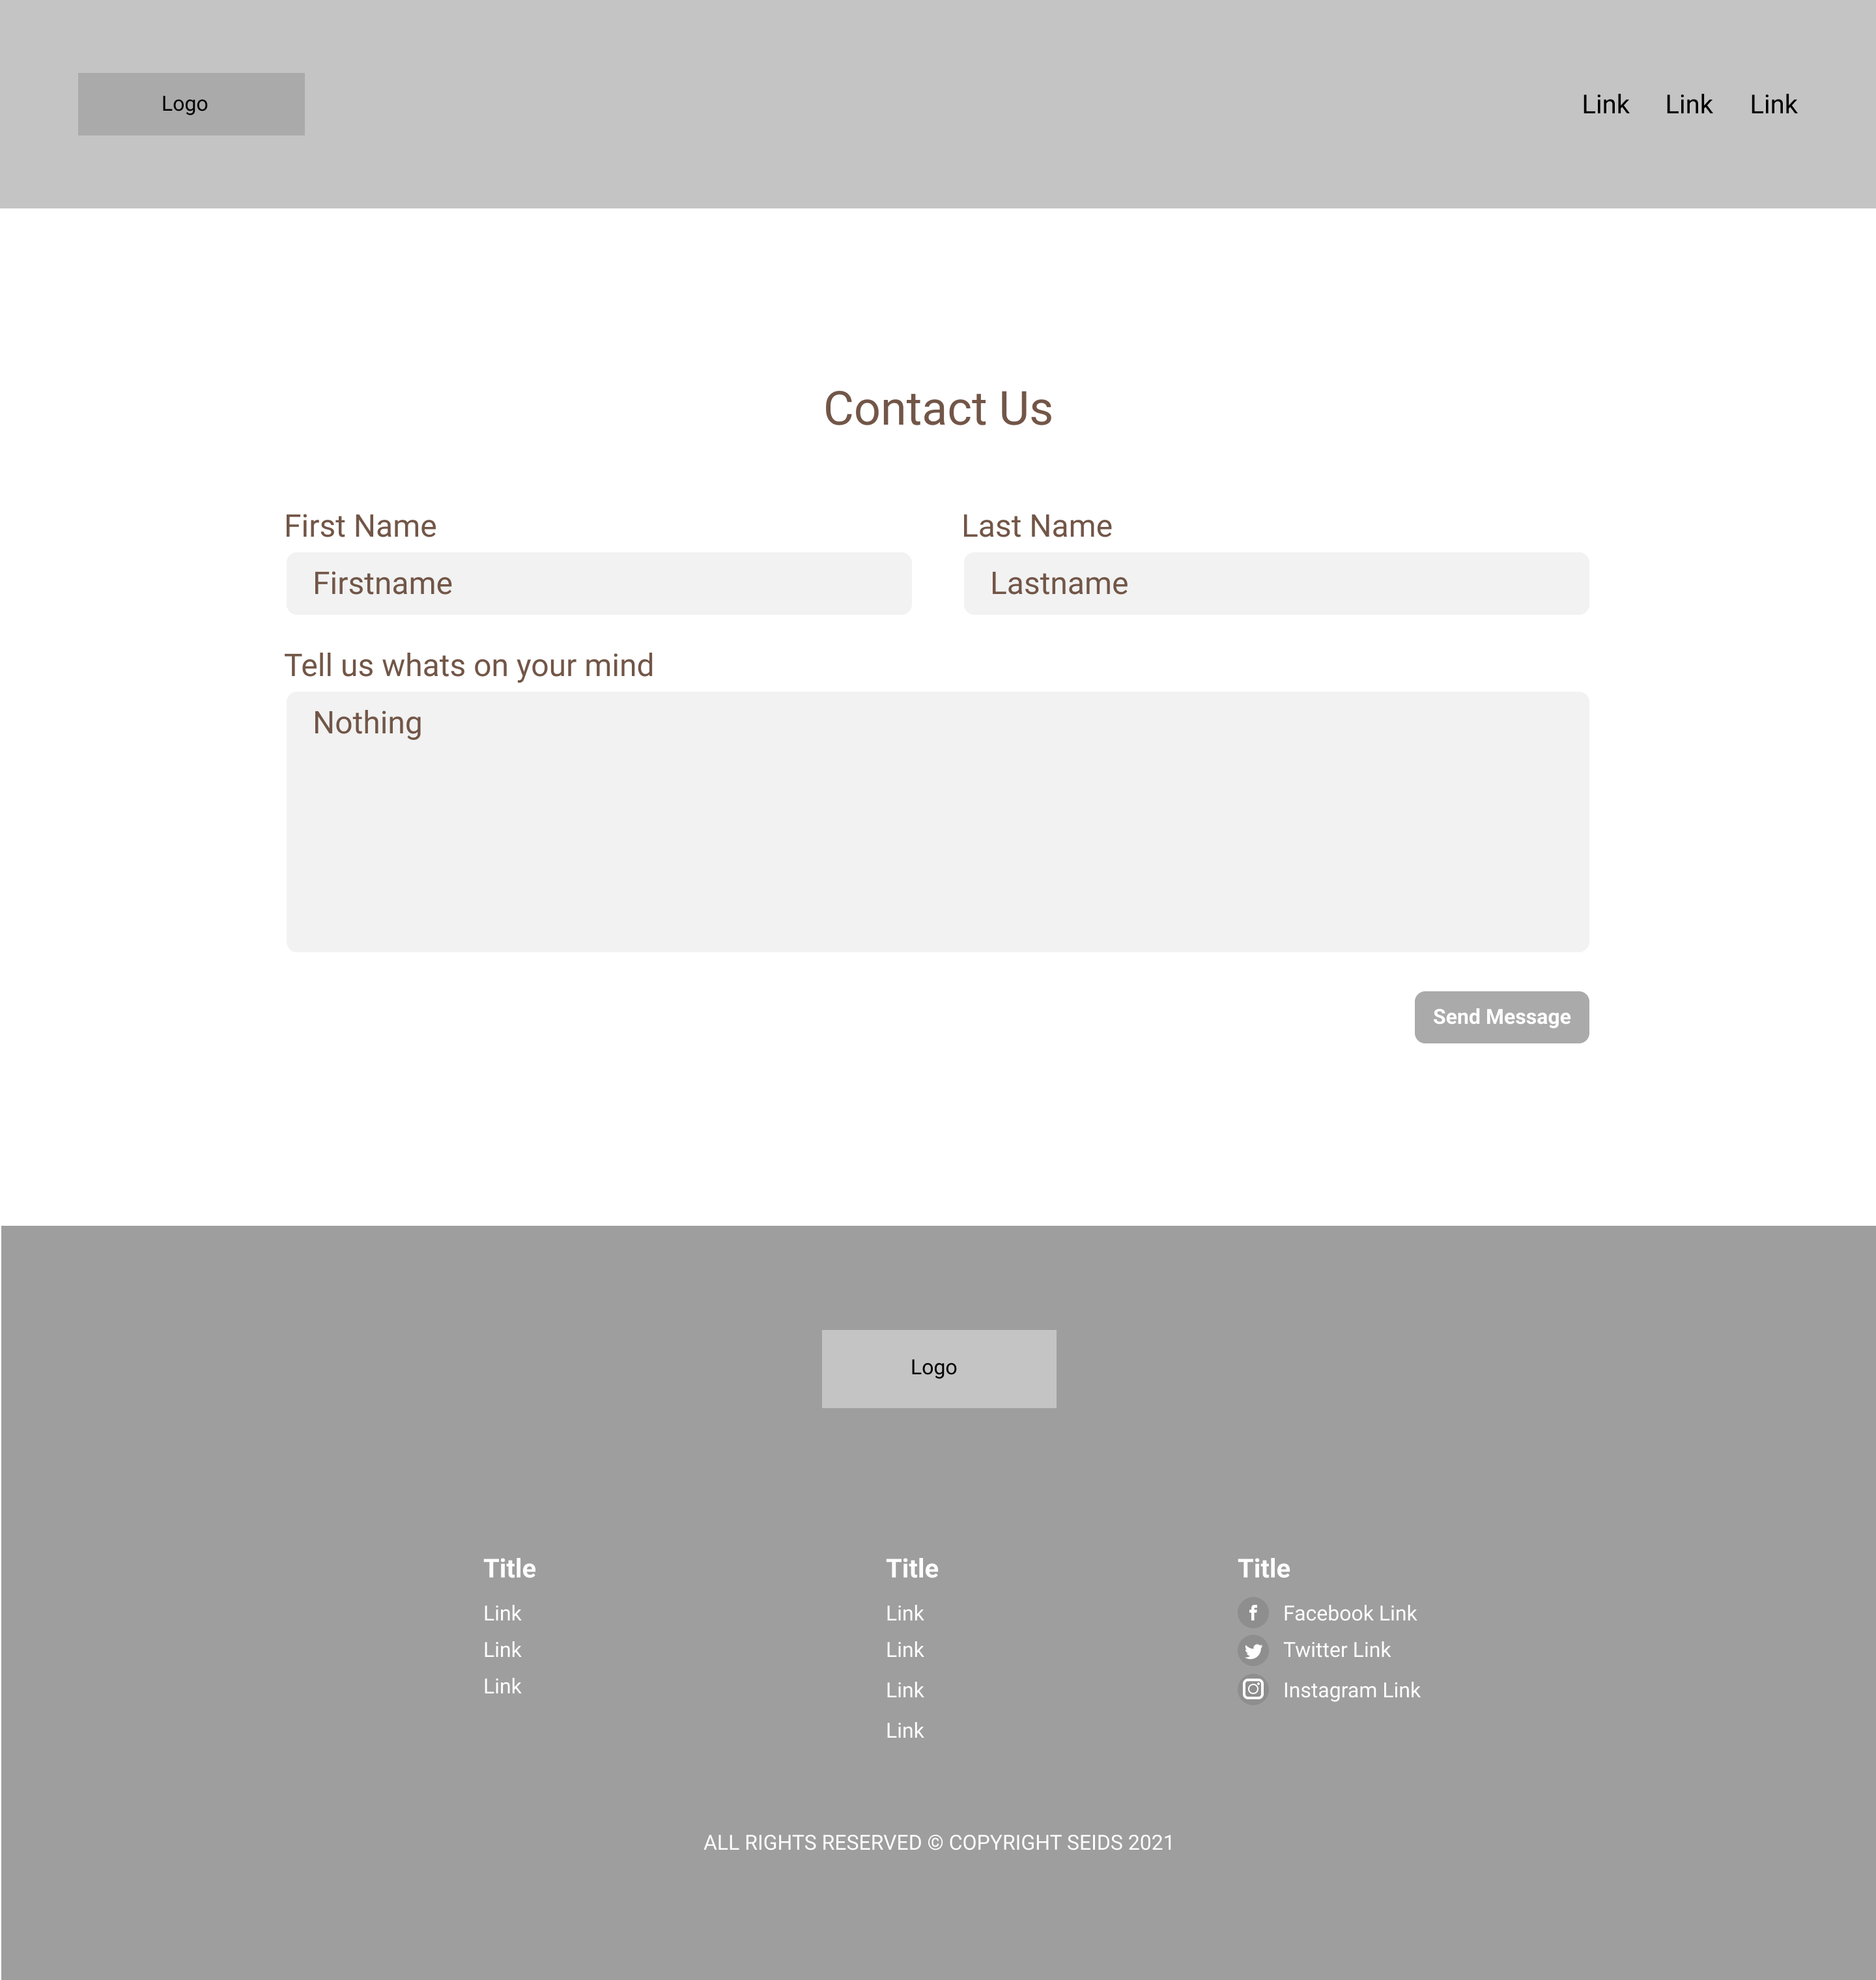 Logo
Link Link Link
Contact Us
First Name
Firstname
Last Name
Lastname
Tell us whats on your mind
Nothing
Send Message
Logo
Title
Link
Link
Link
Title
Link
Link
Link
Link
Title
Facebook Link
Twitter Link
Instagram Link
ALL RIGHTS RESERVED © COPYRIGHT SEIDS 2021